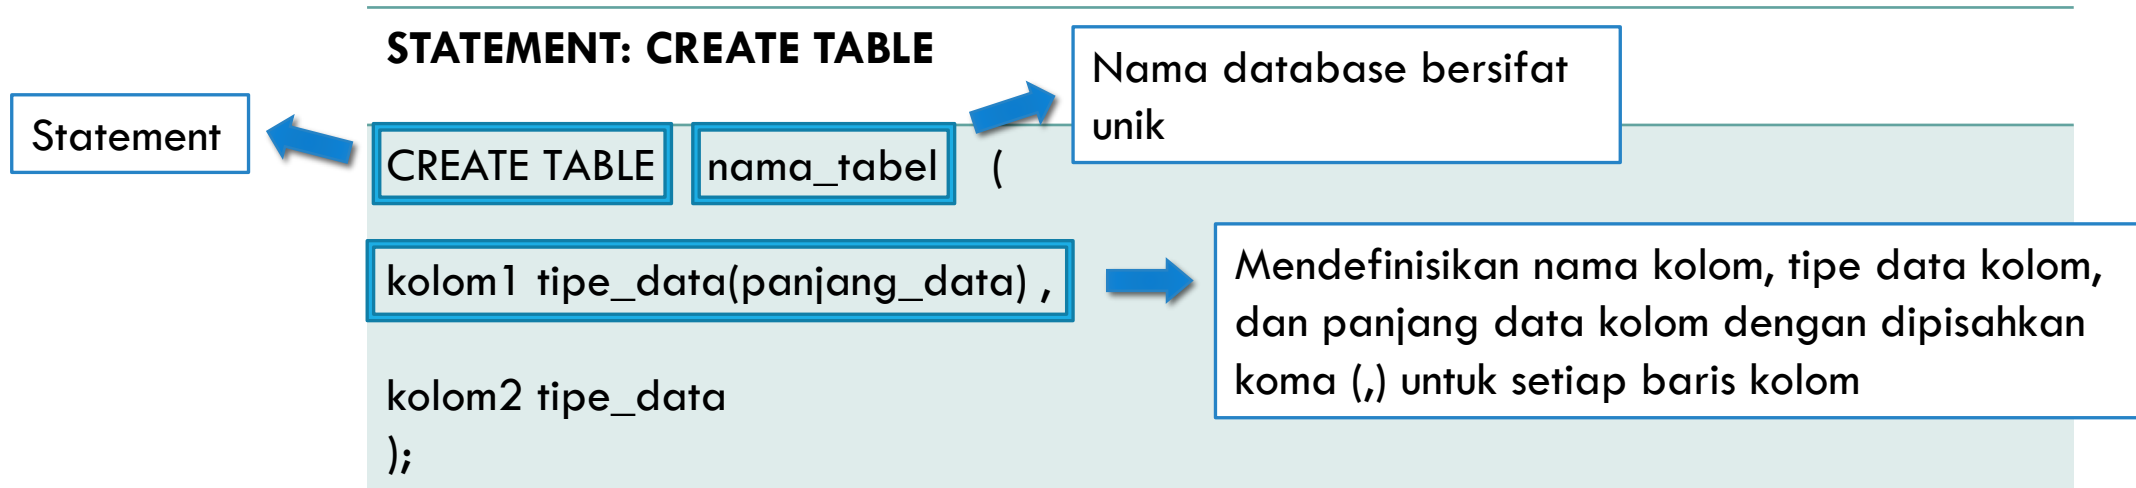 STATEMENT: CREATE TABLE
Nama database bersifat
unik
Statement
CREATE TABLE nama_tabel (
kolom1 tipe_data(panjang_data) ,
Mendefinisikan nama kolom, tipe data kolom,
dan panjang data kolom dengan dipisahkan
koma (,) untuk setiap baris kolom
kolom2 tipe_data
);